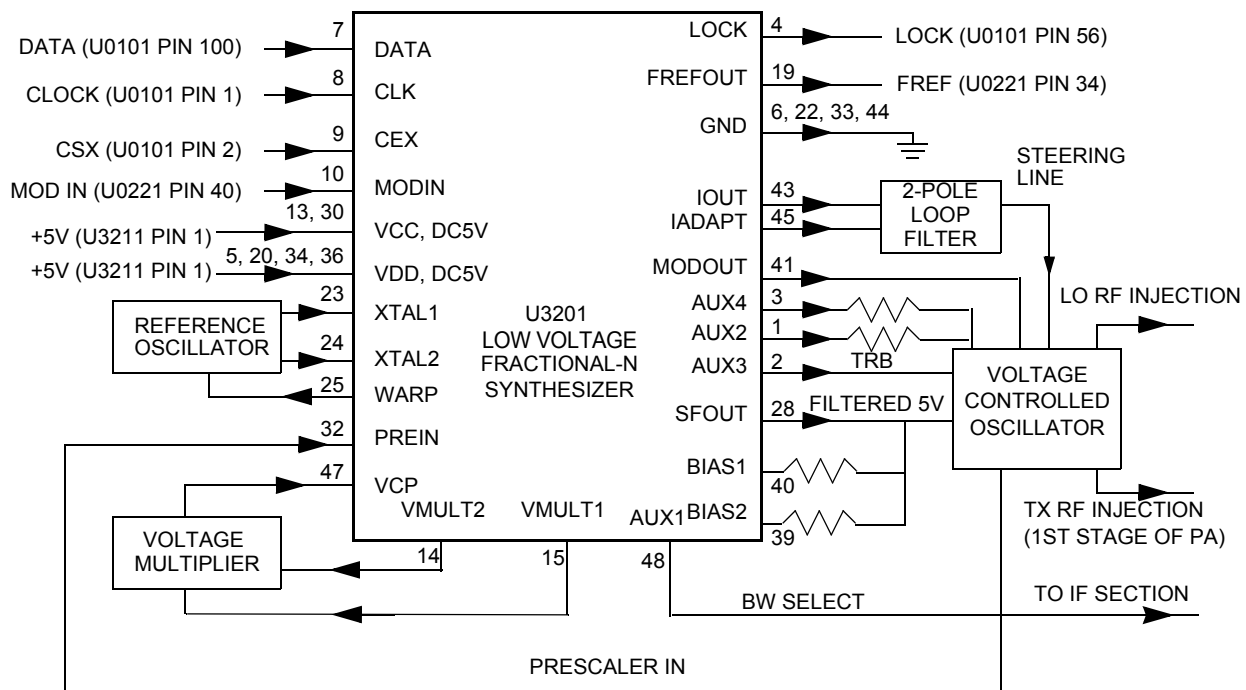 DATA (U0101 PIN 100)
7
DATA
CLOCK (U0101 PIN 1)
8
CLK
CSX (U0101 PIN 2)
9
CEX
MOD IN (U0221 PIN 40)
10
MODIN
+5V (U3211 PIN 1)
13, 30
VCC, DC5V
+5V (U3211 PIN 1)
5, 20, 34, 36
VDD, DC5V
REFERENCE
OSCILLATOR
23
XTAL1
24
XTAL2
25
WARP
32
PREIN
47
VCP
VOLTAGE
MULTIPLIER
VMULT2
14
VMULT1
15
AUX1
48
U3201
LOW VOLTAGE
FRACTIONAL-N
SYNTHESIZER
LOCK
4
LOCK (U0101 PIN 56)
FREFOUT
19
FREF (U0221 PIN 34)
GND
6, 22, 33, 44
IOUT
43
IADAPT
45
2-POLE
LOOP
FILTER
STEERING
LINE
MODOUT
41
AUX4
3
AUX2
1
TRB
AUX3
2
SFOUT
28
FILTERED 5V
BIAS1
40
BIAS2
39
VOLTAGE
CONTROLLED
OSCILLATOR
LO RF INJECTION
TX RF INJECTION
(1ST STAGE OF PA)
BW SELECT
TO IF SECTION
PRESCALER IN